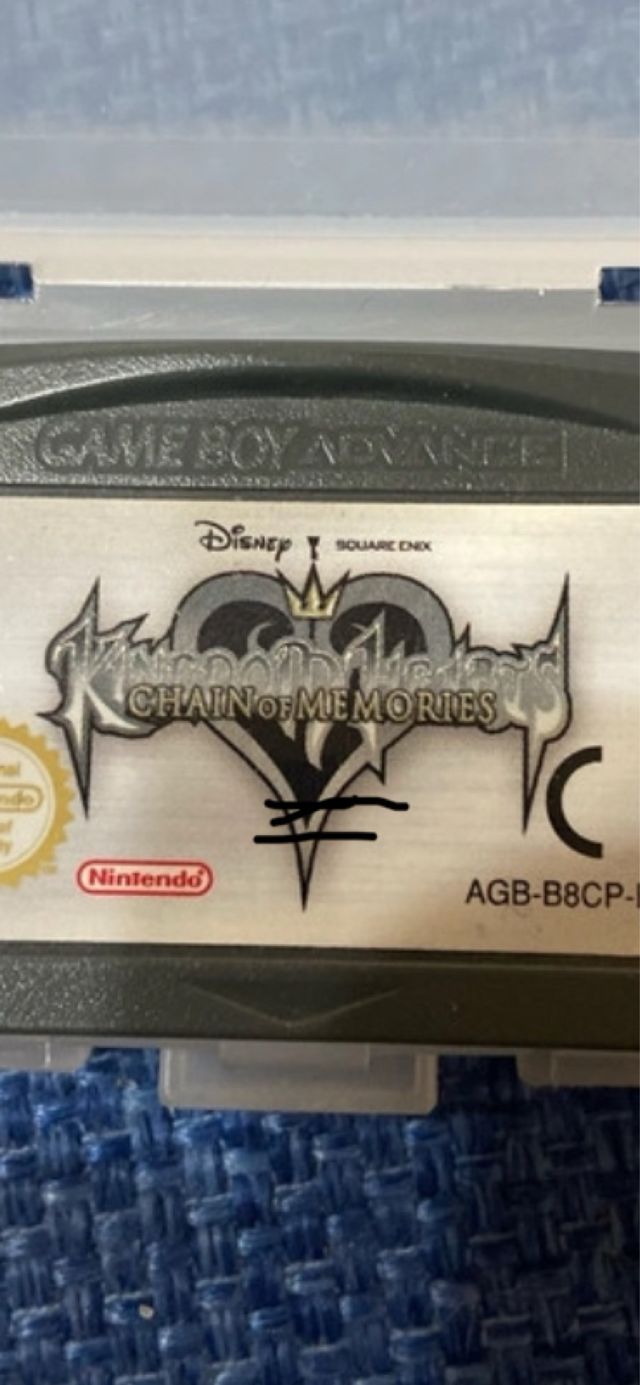 GAME BOY ADVANCE
Disney SQUARE ENIX
KINGDOM HEARTS
CHAIN OF MEMORIES
Nintendo
AGB-B8CP-